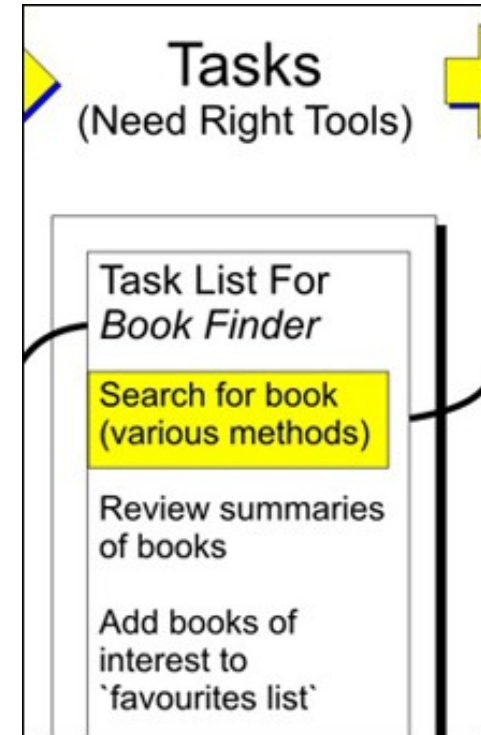 Tasks
(Need Right Tools)
Task List For
Book Finder
Search for book
(various methods)
Review summaries
of books
Add books of
interest to
`favourites list`